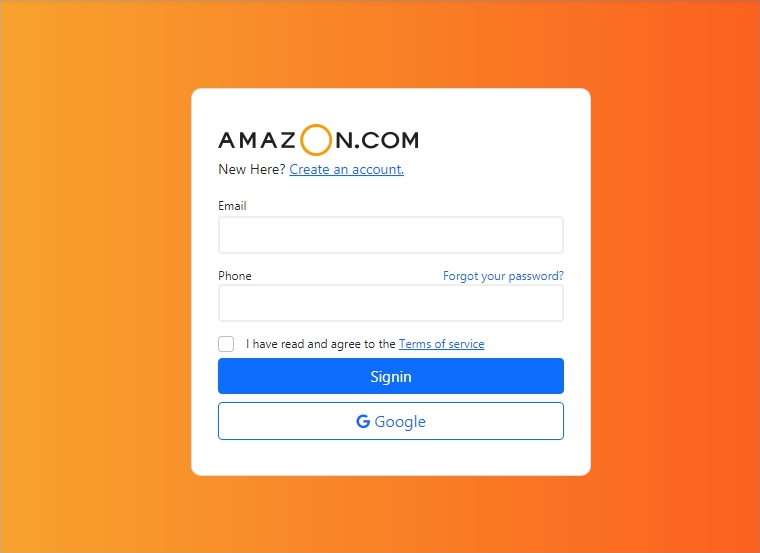 AMAZON.COM
New Here? Create an account.
Email
Phone Forgot your password?
I have read and agree to the Terms of service
Signin
G Google